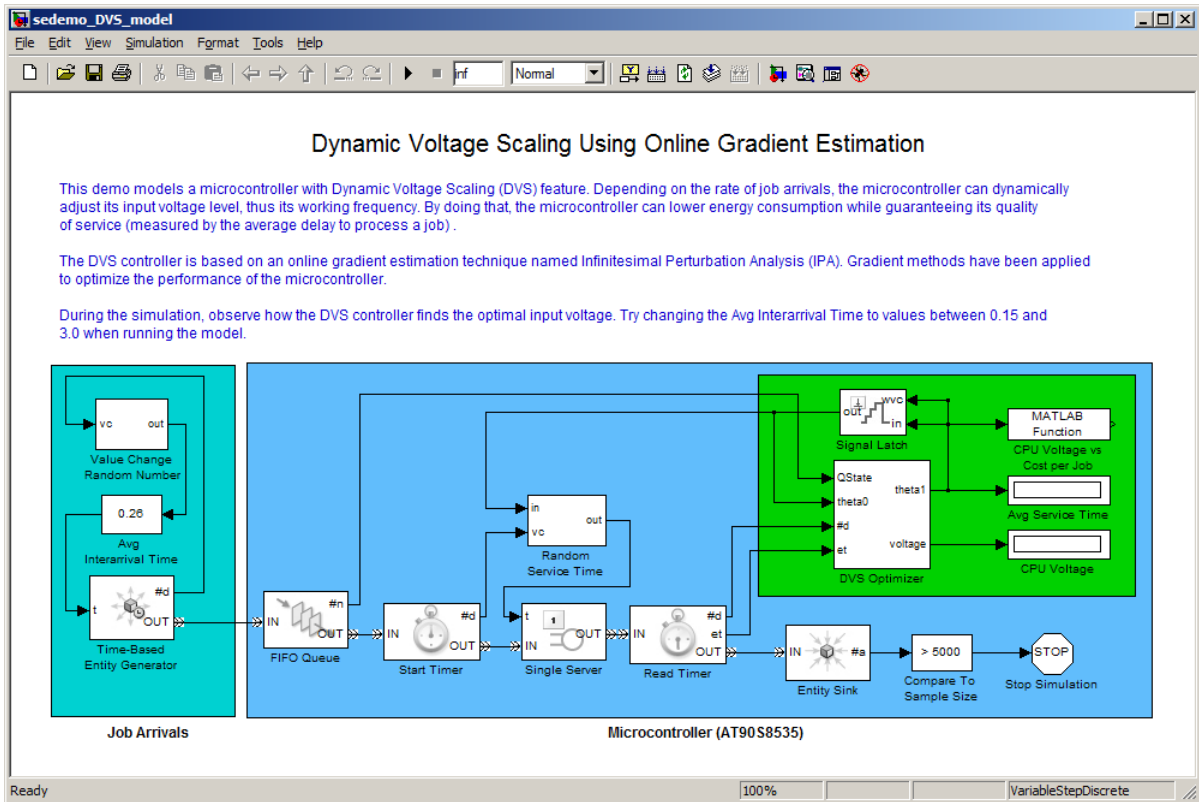 sedemo_DVS_model
File Edit View Simulation Format Tools Help
inf Normal
Dynamic Voltage Scaling Using Online Gradient Estimation
This demo models a microcontroller with Dynamic Voltage Scaling (DVS) feature. Depending on the rate of job arrivals, the microcontroller can dynamically
adjust its input voltage level, thus its working frequency. By doing that, the microcontroller can lower energy consumption while guaranteeing its quality
of service (measured by the average delay to process a job) .
The DVS controller is based on an online gradient estimation technique named Infinitesimal Perturbation Analysis (IPA). Gradient methods have been applied
to optimize the performance of the microcontroller.
During the simulation, observe how the DVS controller finds the optimal input voltage. Try changing the Avg Interarrival Time to values between 0.15 and
3.0 when running the model.
vc out
Value Change
Random Number
0.26
Avg
Interarrival Time
t #d
OUT
Time-Based
Entity Generator
Job Arrivals
IN #n
OUT
FIFO Queue
IN #d
OUT
Start Timer
in
vc out
Random
Service Time
t 1
IN OUT
Single Server
IN #d
et
OUT
Read Timer
out wvc
in
Signal Latch
MATLAB
Function
CPU Voltage vs
Cost per Job
QState
theta0
#d
et
theta1
voltage
DVS Optimizer
Avg Service Time
CPU Voltage
IN #a
Entity Sink
> 5000
Compare To
Sample Size
STOP
Stop Simulation
Microcontroller (AT90S8535)
Ready 100% VariableStepDiscrete